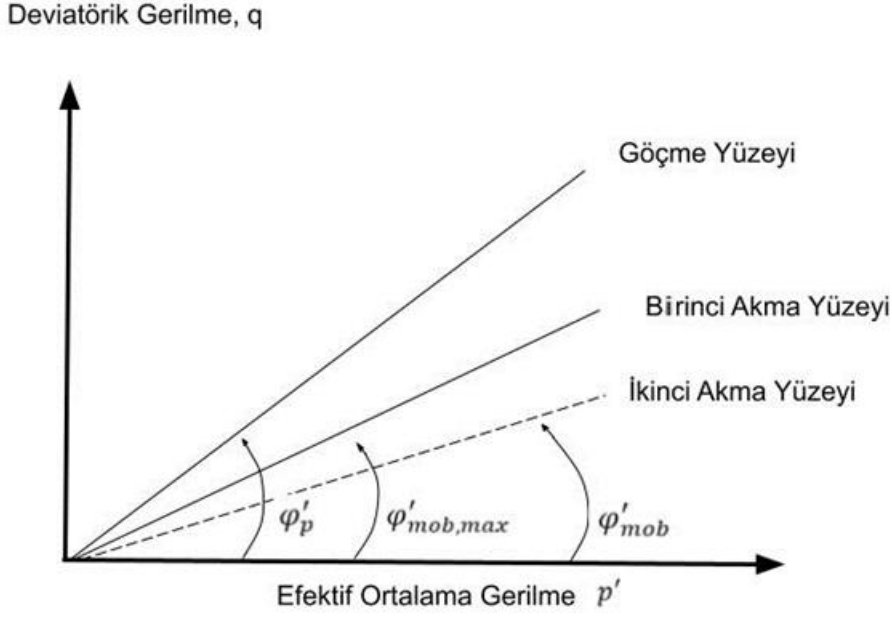 Deviatörik Gerilme, q
Göçme Yüzeyi
Birinci Akma Yüzeyi
İkinci Akma Yüzeyi
φ′p
φ′mob,max
φ′mob
Efektif Ortalama Gerilme p′